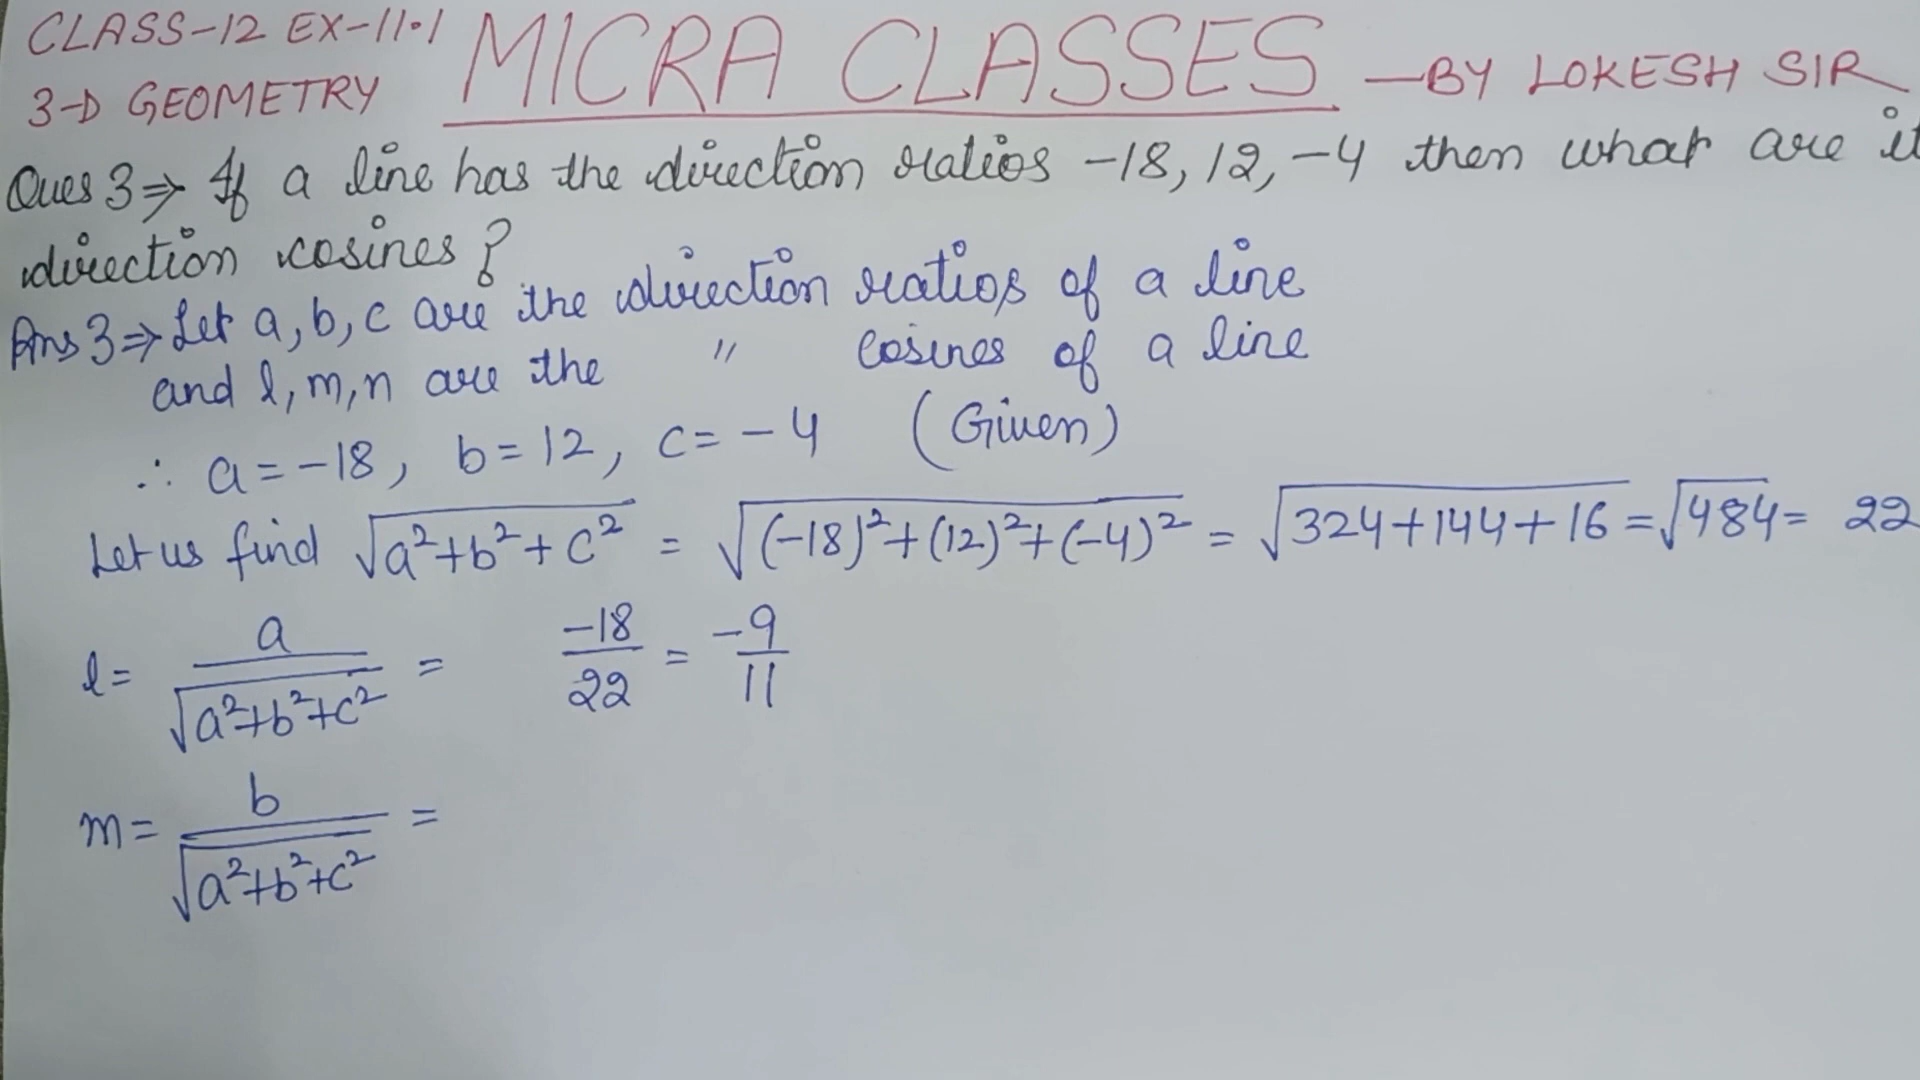 CLASS-12 EX-11.1
3-D GEOMETRY
MICRA CLASSES -BY LOKESH SIR
Ques 3⇒ If a line has the direction ratios -18, 12, -4 then what are it
direction cosines?
Ans 3⇒ Let a, b, c are the direction ratios of a line
and l, m, n are the " cosines of a line
∴ a = -18, b = 12, c = -4 (Given)
Let us find √(a²+b²+c²) = √((-18)²+(12)²+(-4)²) = √(324+144+16) = √484 = 22
l = a/√(a²+b²+c²) = -18/22 = -9/11
m = b/√(a²+b²+c²) =